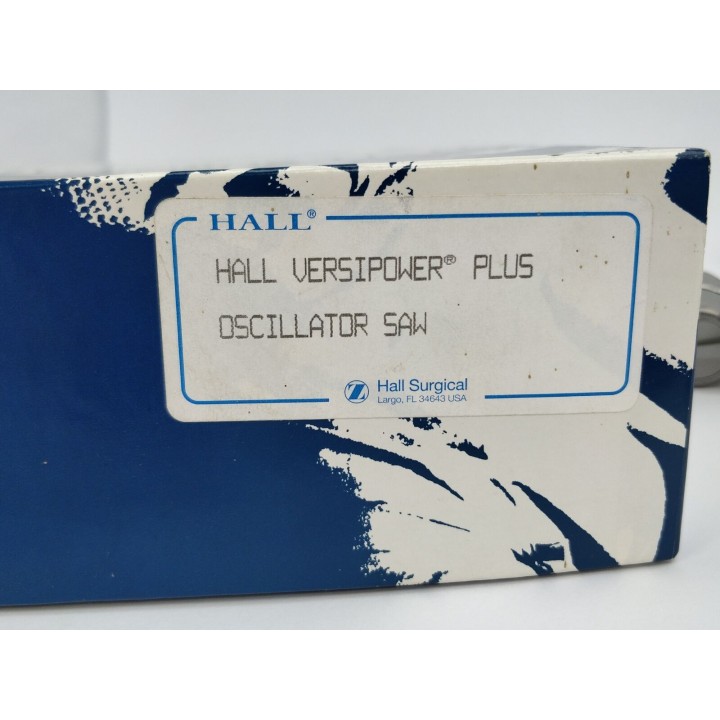 HALL®
HALL VERSIPOWER® PLUS
OSCILLATOR SAW
Z Hall Surgical
Largo, FL 34643 USA